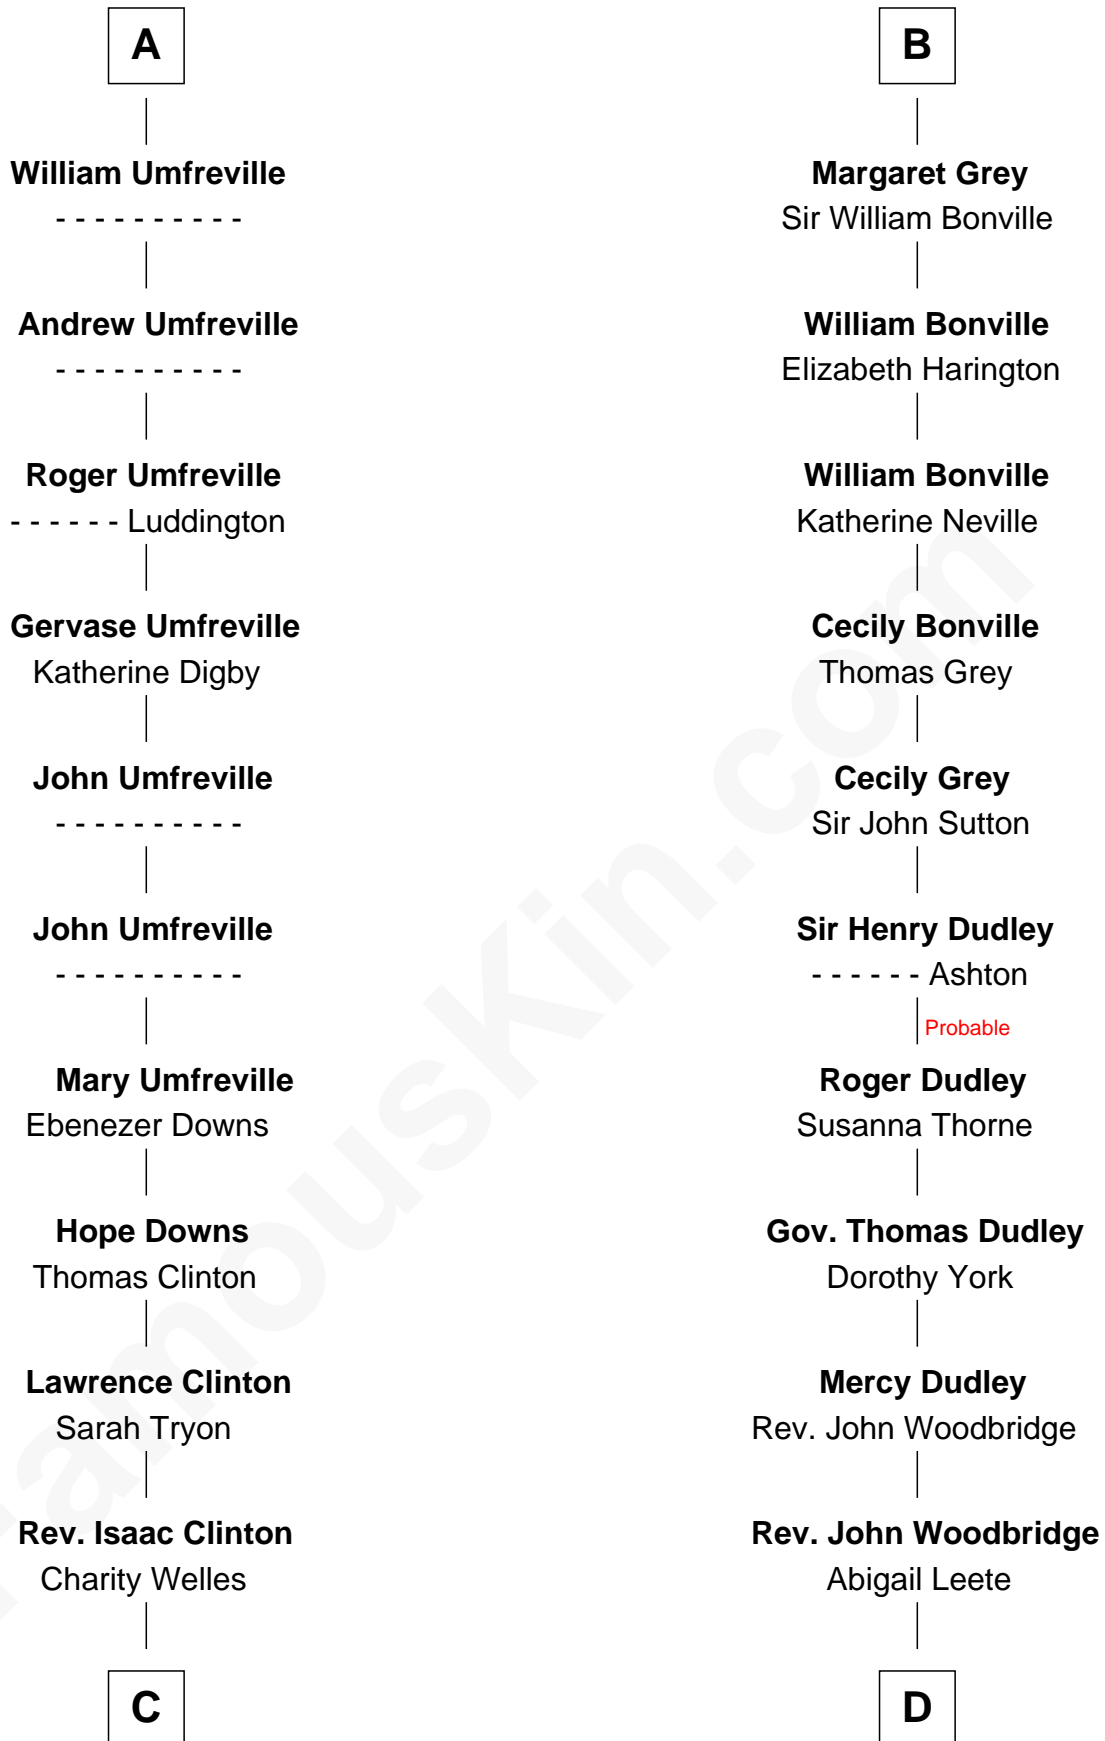 A
William Umfreville
- - - - - - - - - -
Andrew Umfreville
- - - - - - - - - -
Roger Umfreville
- - - - - - Luddington
Gervase Umfreville
Katherine Digby
John Umfreville
- - - - - - - - - -
John Umfreville
- - - - - - - - - -
Mary Umfreville
Ebenezer Downs
Hope Downs
Thomas Clinton
Lawrence Clinton
Sarah Tryon
Rev. Isaac Clinton
Charity Welles
C
B
Margaret Grey
Sir William Bonville
William Bonville
Elizabeth Harington
William Bonville
Katherine Neville
Cecily Bonville
Thomas Grey
Cecily Grey
Sir John Sutton
Sir Henry Dudley
- - - - - - Ashton
Probable
Roger Dudley
Susanna Thorne
Gov. Thomas Dudley
Dorothy York
Mercy Dudley
Rev. John Woodbridge
Rev. John Woodbridge
Abigail Leete
D
FamousKin.com